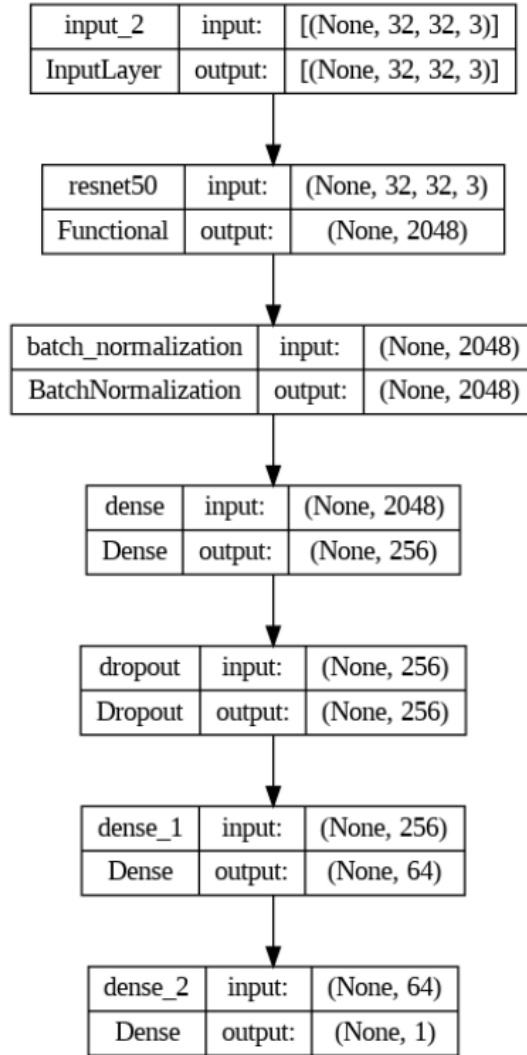 input_2 input: [(None, 32, 32, 3)]
InputLayer output: [(None, 32, 32, 3)]
resnet50 input: (None, 32, 32, 3)
Functional output: (None, 2048)
batch_normalization input: (None, 2048)
BatchNormalization output: (None, 2048)
dense input: (None, 2048)
Dense output: (None, 256)
dropout input: (None, 256)
Dropout output: (None, 256)
dense_1 input: (None, 256)
Dense output: (None, 64)
dense_2 input: (None, 64)
Dense output: (None, 1)